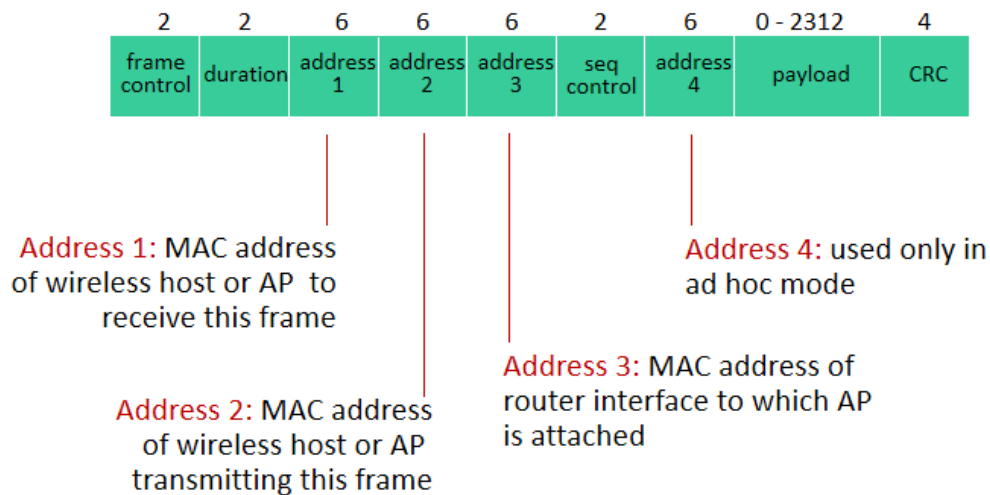 2 2 6 6 6 2 6 0 - 2312 4
frame control
duration
address 1
address 2
address 3
seq control
address 4
payload
CRC
Address 1: MAC address
of wireless host or AP to
receive this frame
Address 2: MAC address
of wireless host or AP
transmitting this frame
Address 3: MAC address of
router interface to which AP
is attached
Address 4: used only in
ad hoc mode